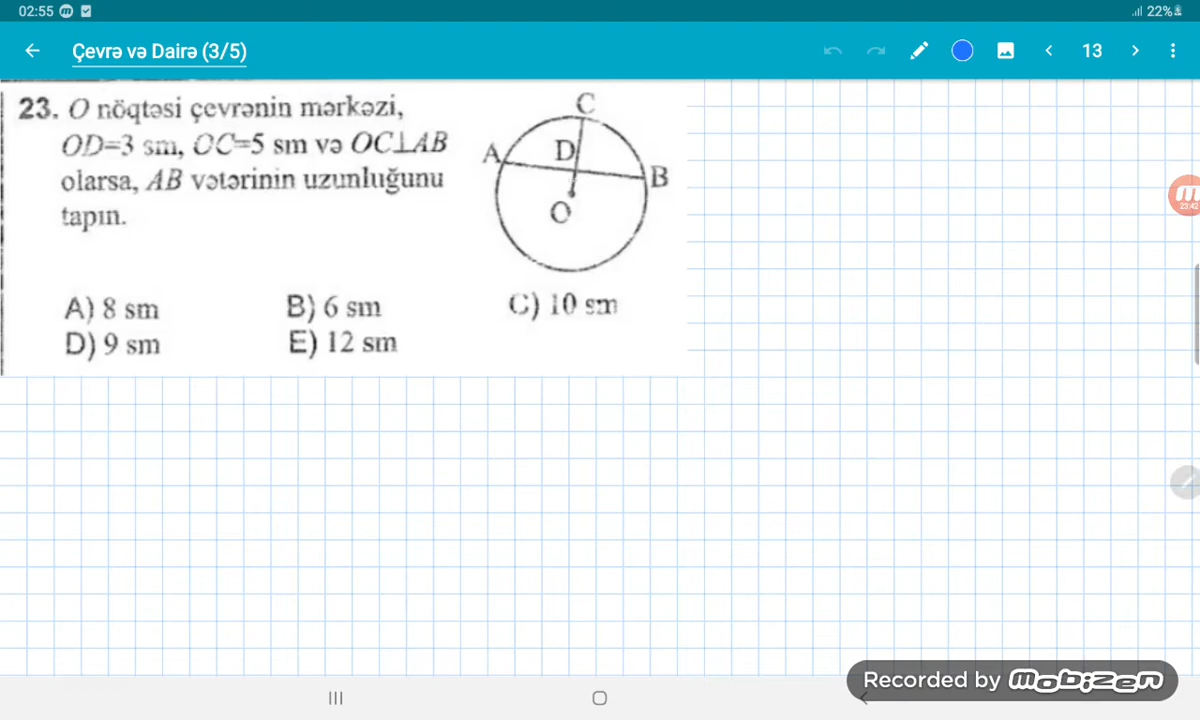 02:55
22%
Çevrə və Dairə (3/5)
13
23. O nöqtəsi çevrənin mərkəzi,
OD=3 sm, OC=5 sm və OC⊥AB
olarsa, AB vətərinin uzunluğunu
tapın.
C
A
D
B
O
A) 8 sm
B) 6 sm
C) 10 sm
D) 9 sm
E) 12 sm
23:42
Recorded by mobizen